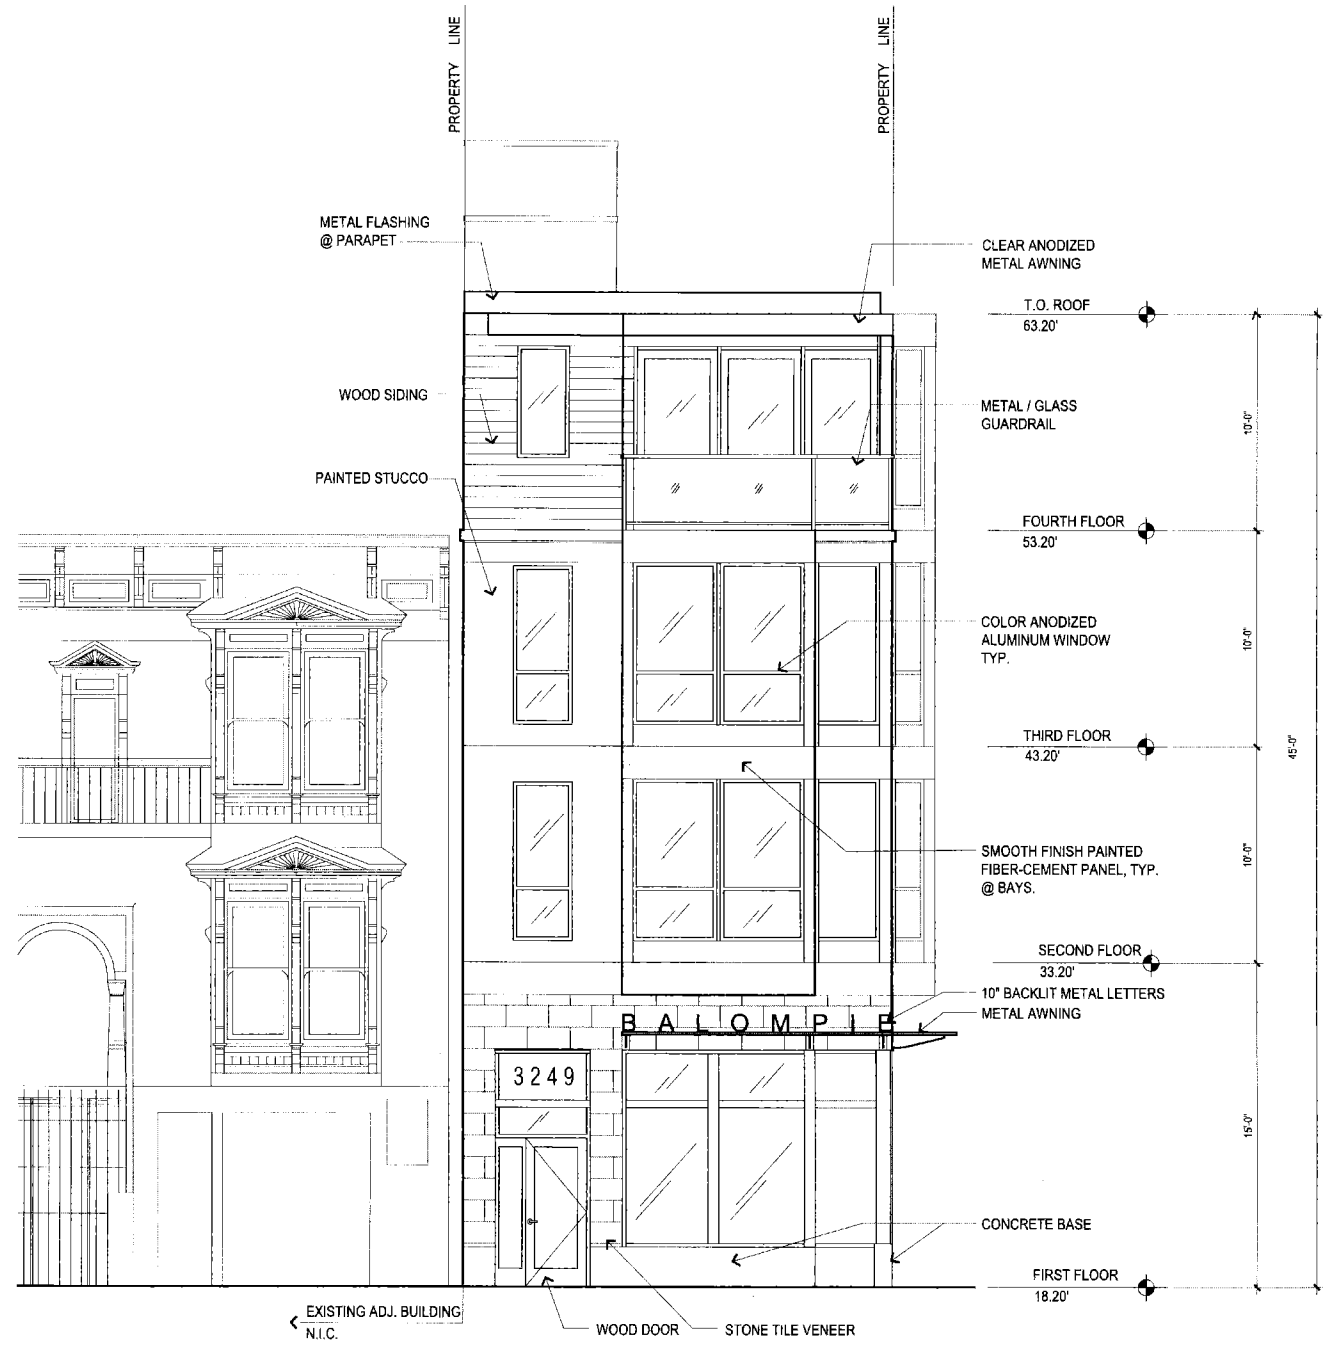 PROPERTY LINE
PROPERTY LINE
METAL FLASHING
@ PARAPET
CLEAR ANODIZED
METAL AWNING
T.O. ROOF
63.20'
WOOD SIDING
METAL / GLASS
GUARDRAIL
10'-0"
PAINTED STUCCO
FOURTH FLOOR
53.20'
COLOR ANODIZED
ALUMINUM WINDOW
TYP.
10'-0"
THIRD FLOOR
43.20'
45'-0"
SMOOTH FINISH PAINTED
FIBER-CEMENT PANEL, TYP.
@ BAYS.
10'-0"
SECOND FLOOR
33.20'
10" BACKLIT METAL LETTERS
METAL AWNING
BALOMPIE
3249
15'-0"
CONCRETE BASE
FIRST FLOOR
18.20'
EXISTING ADJ. BUILDING
N.I.C.
WOOD DOOR
STONE TILE VENEER